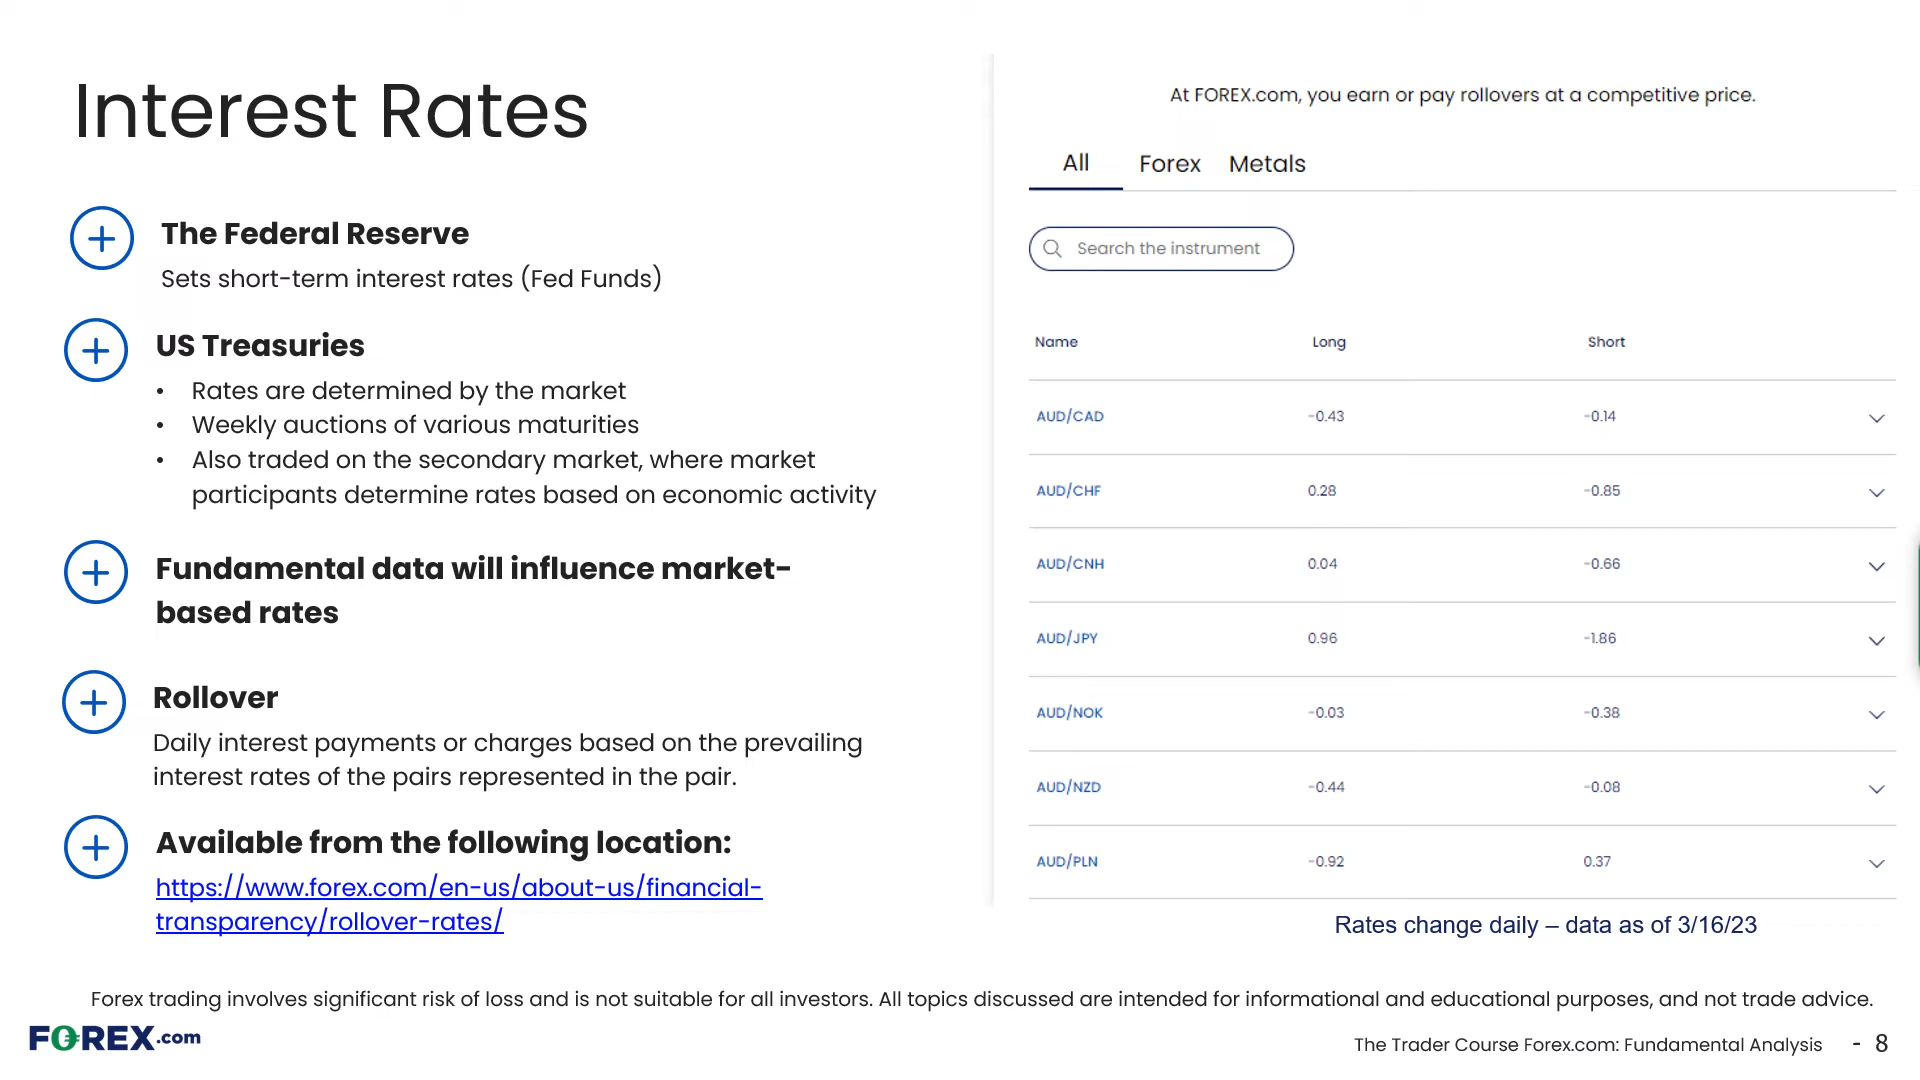 Interest Rates
The Federal Reserve
Sets short-term interest rates (Fed Funds)
US Treasuries
• Rates are determined by the market
• Weekly auctions of various maturities
• Also traded on the secondary market, where market
participants determine rates based on economic activity
Fundamental data will influence market-
based rates
Rollover
Daily interest payments or charges based on the prevailing
interest rates of the pairs represented in the pair.
Available from the following location:
https://www.forex.com/en-us/about-us/financial-
transparency/rollover-rates/
At FOREX.com, you earn or pay rollovers at a competitive price.
All Forex Metals
Search the instrument
Name Long Short
AUD/CAD -0.43 -0.14
AUD/CHF 0.28 -0.85
AUD/CNH 0.04 -0.66
AUD/JPY 0.96 -1.86
AUD/NOK -0.03 -0.38
AUD/NZD -0.44 -0.08
AUD/PLN -0.92 0.37
Rates change daily – data as of 3/16/23
Forex trading involves significant risk of loss and is not suitable for all investors. All topics discussed are intended for informational and educational purposes, and not trade advice.
FOREX.com
The Trader Course Forex.com: Fundamental Analysis - 8